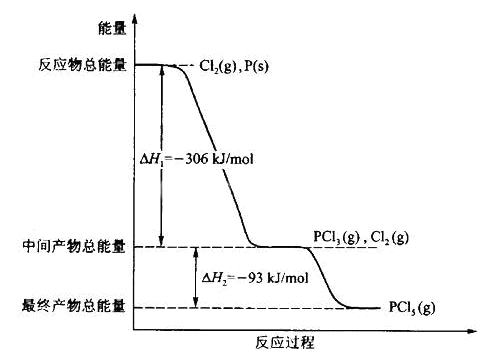 能量
反应物总能量
Cl₂(g),P(s)
ΔH₁=−306 kJ/mol
中间产物总能量
PCl₃(g),Cl₂(g)
ΔH₂=−93 kJ/mol
最终产物总能量
PCl₅(g)
反应过程